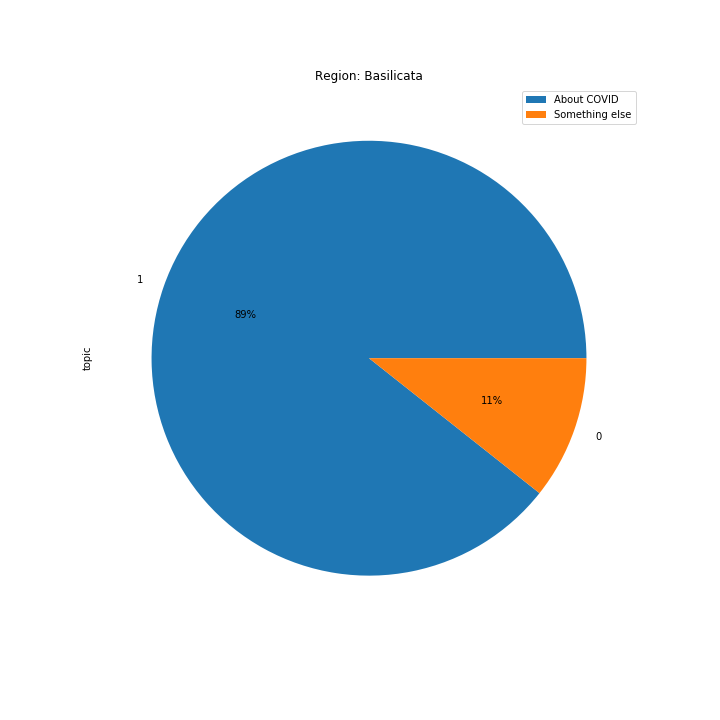 Region: Basilicata
About COVID
Something else
1
89%
topic
11%
0